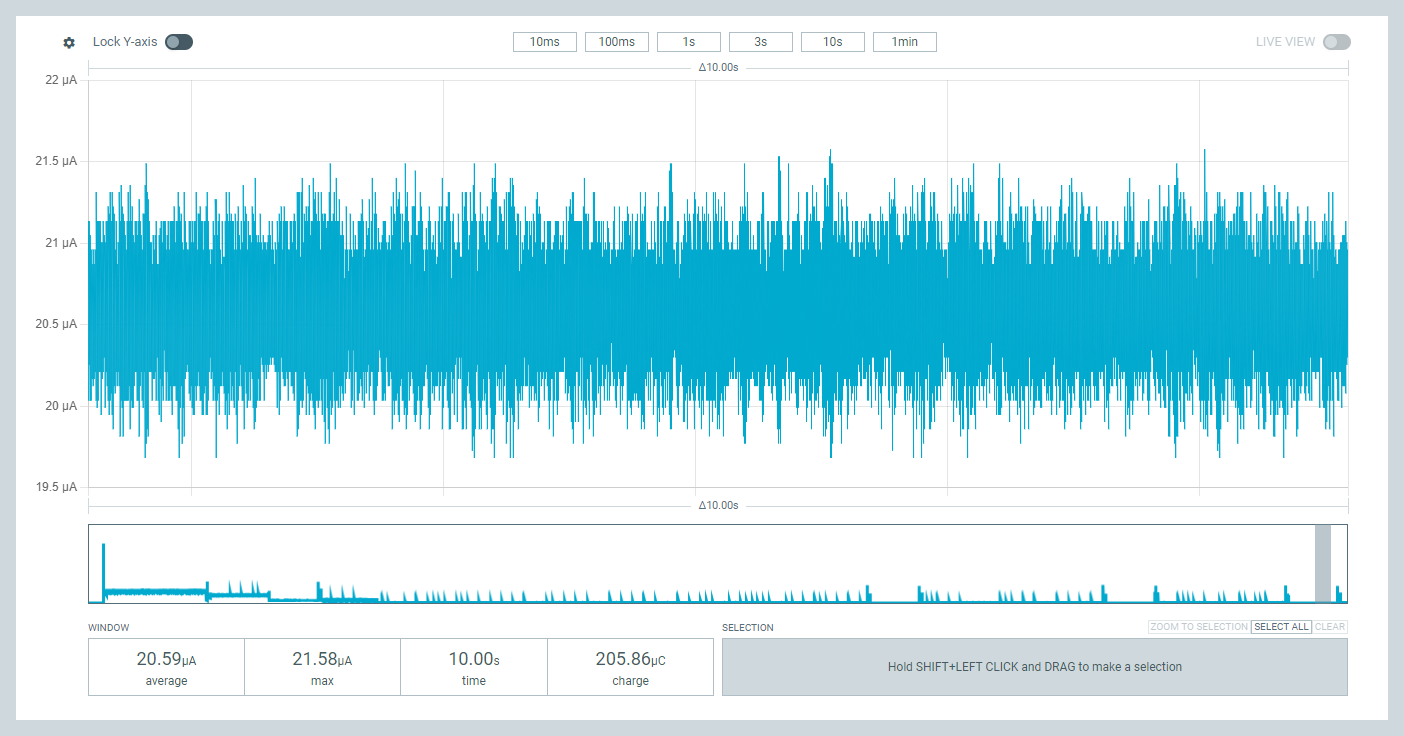 Lock Y-axis
10ms 100ms 1s 3s 10s 1min
LIVE VIEW
Δ10.00s
22 µA
21.5 µA
21 µA
20.5 µA
20 µA
19.5 µA
Δ10.00s
WINDOW
20.59µA
average
21.58µA
max
10.00s
time
205.86µC
charge
SELECTION
ZOOM TO SELECTION SELECT ALL CLEAR
Hold SHIFT+LEFT CLICK and DRAG to make a selection